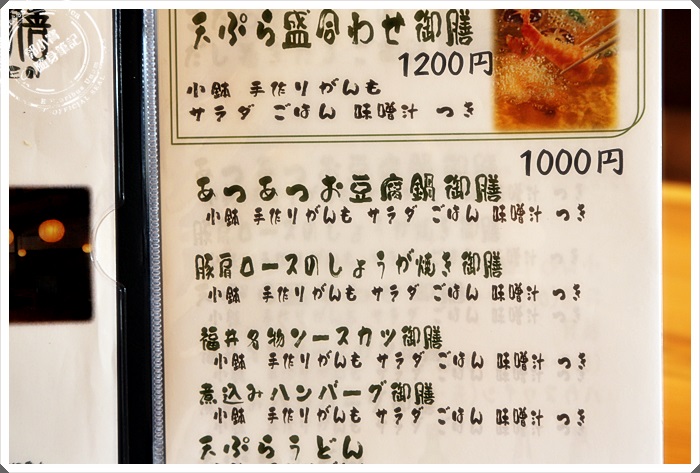 天ぷら盛合わせ御膳
1200円
小鉢 手作りがんも
サラダ ごはん 味噌汁 つき
1000円
あつあつお豆腐鍋御膳
小鉢 手作りがんも サラダ ごはん 味噌汁 つき
豚肩ロースのしょうが焼き御膳
小鉢 手作りがんも サラダ ごはん 味噌汁 つき
福井名物ソースカツ御膳
小鉢 手作りがんも サラダ ごはん 味噌汁 つき
煮込みハンバーグ御膳
小鉢 手作りがんも サラダ ごはん 味噌汁 つき
天ぷらうどん